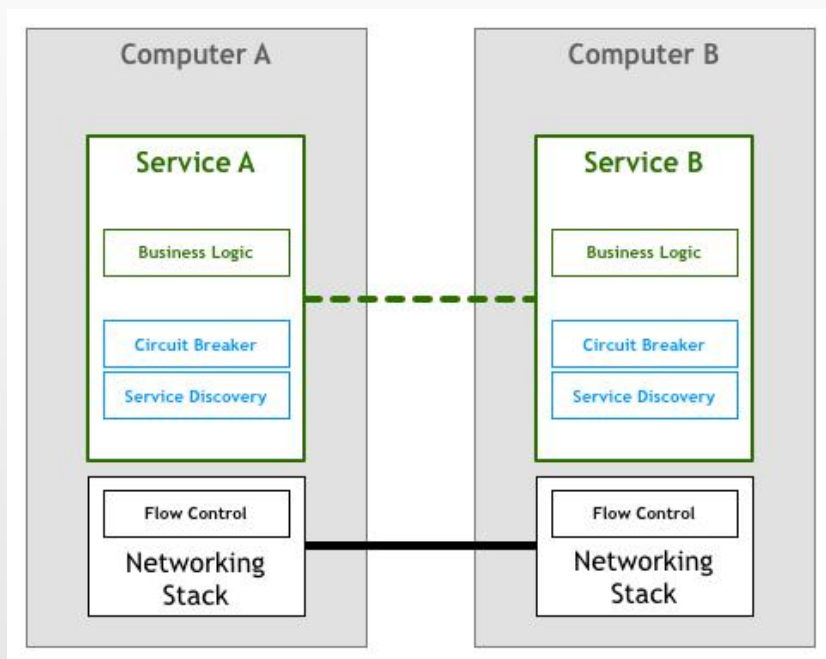 Computer A
Service A
Business Logic
Circuit Breaker
Service Discovery
Flow Control
Networking
Stack
Computer B
Service B
Business Logic
Circuit Breaker
Service Discovery
Flow Control
Networking
Stack